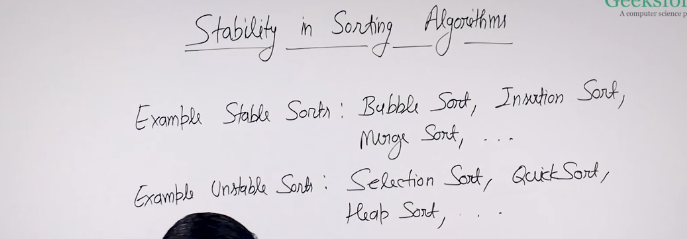 Geeksfor
A computer science p
Stability in Sorting Algorithms
Example Stable Sorts : Bubble Sort, Insertion Sort,
Merge Sort, ...
Example Unstable Sorts : Selection Sort, QuickSort,
Heap Sort, ...